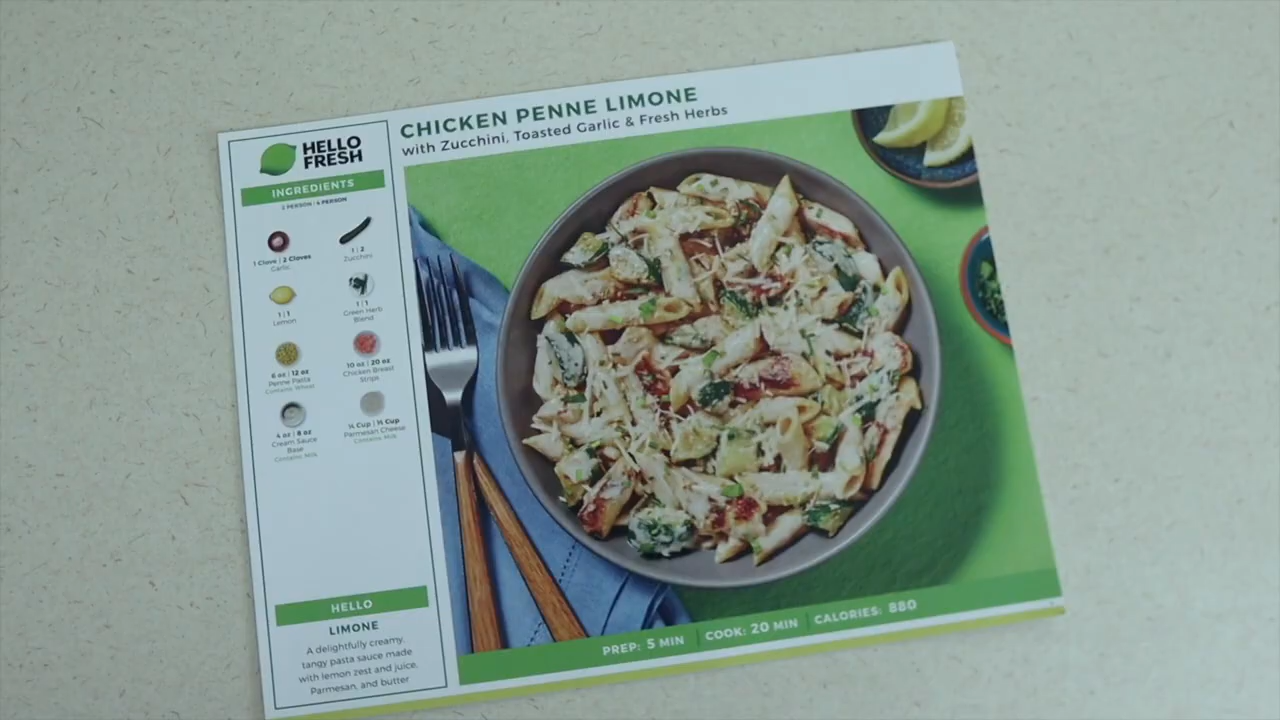 CHICKEN PENNE LIMONE
with Zucchini, Toasted Garlic & Fresh Herbs
HELLO
FRESH
INGREDIENTS
2 PERSON | 4 PERSON
1 Clove | 2 Cloves
Garlic
1 | 2
Zucchini
1 | 1
Lemon
1 | 1
Green Herb
Blend
6 oz | 12 oz
Penne Pasta
Contains Wheat
10 oz | 20 oz
Chicken Breast
Strips
4 oz | 8 oz
Cream Sauce
Base
Contains Milk
¼ Cup | ½ Cup
Parmesan Cheese
Contains Milk
HELLO
LIMONE
A delightfully creamy,
tangy pasta sauce made
with lemon zest and juice,
Parmesan, and butter
PREP: 5 MIN | COOK: 20 MIN | CALORIES: 880